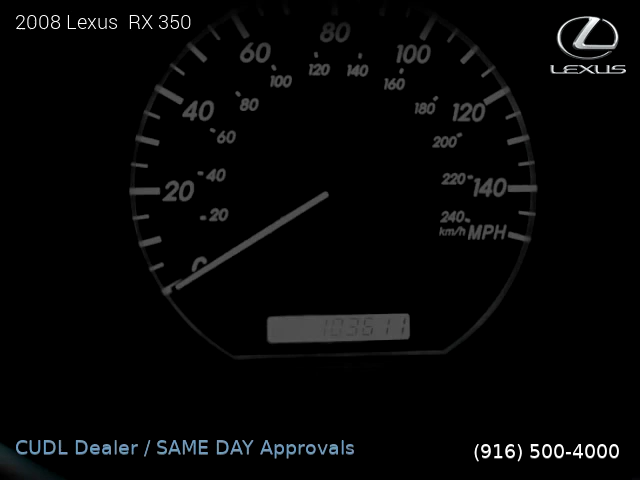 2008 Lexus RX 350
LEXUS
80
60 100
120 140
100 160
40 80 180 120
60 200
20 40 220 140
20 240
km/h MPH
0
103611
CUDL Dealer / SAME DAY Approvals
(916) 500-4000